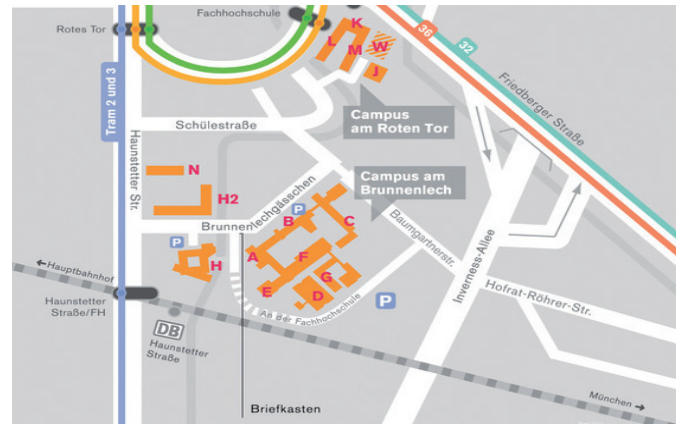 Fachhochschule
Rotes Tor
K
L
M
W
J
36
32
Friedberger Straße
Tram 2 und 3
Campus
am Roten Tor
Schülestraße
Haunstetter Str.
Campus am
Brunnenlech
N
H2
Brunnenlechgässchen
P
B
C
Baumgartnerstr.
P
A
F
H
G
E
D
P
Inverness-Allee
Hauptbahnhof
An der Fachhochschule
Hofrat-Röhrer-Str.
Haunstetter
Straße/FH
DB
Haunstetter
Straße
München
Briefkasten